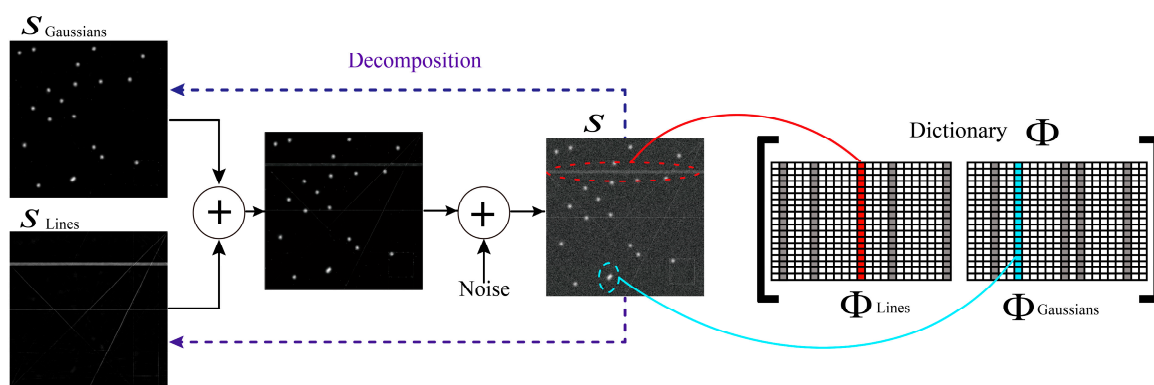 S Gaussians
Decomposition
S
Dictionary Φ
S Lines
Noise
Φ Lines
Φ Gaussians